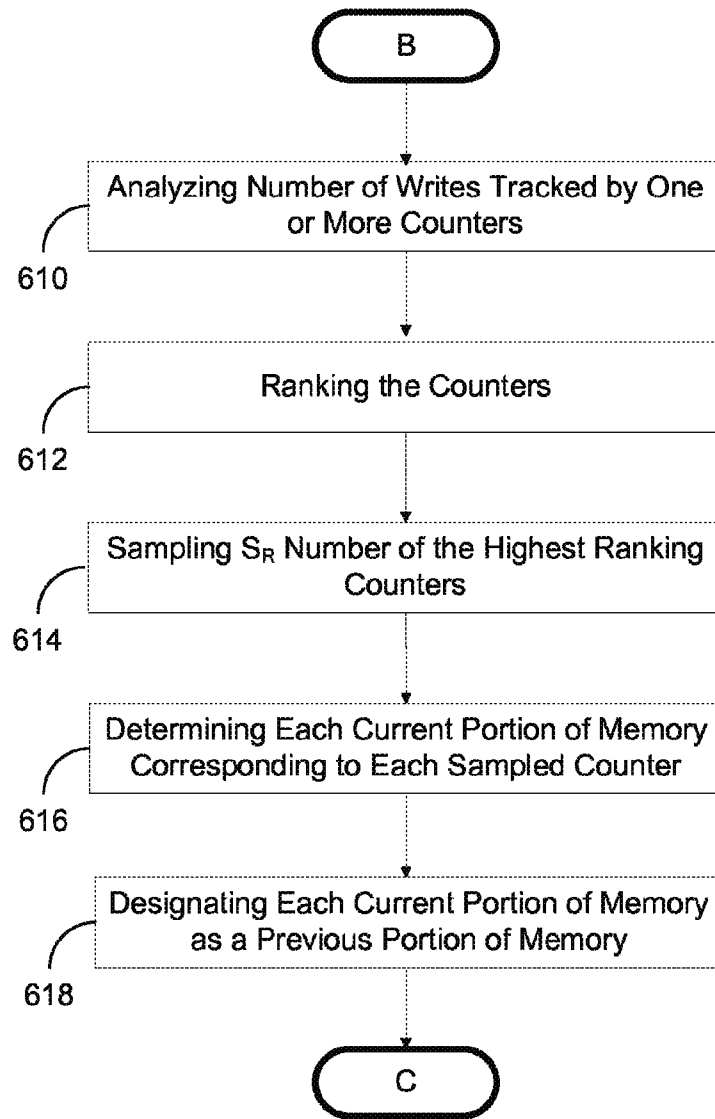 B
Analyzing Number of Writes Tracked by One
or More Counters
610
Ranking the Counters
612
Sampling SR Number of the Highest Ranking
Counters
614
Determining Each Current Portion of Memory
Corresponding to Each Sampled Counter
616
Designating Each Current Portion of Memory
as a Previous Portion of Memory
618
C